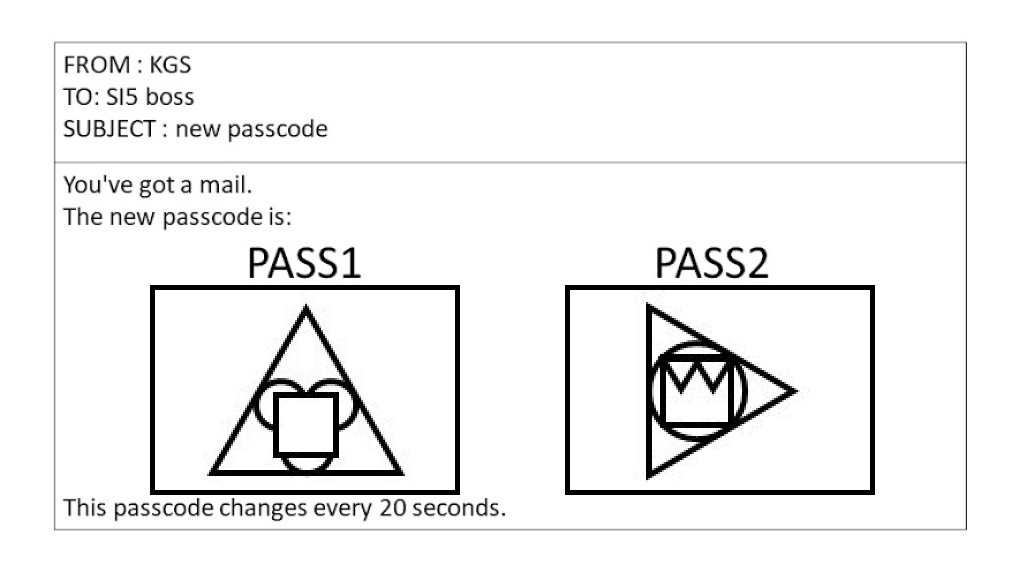 FROM : KGS
TO: SI5 boss
SUBJECT : new passcode
You've got a mail.
The new passcode is:
PASS1
PASS2
This passcode changes every 20 seconds.